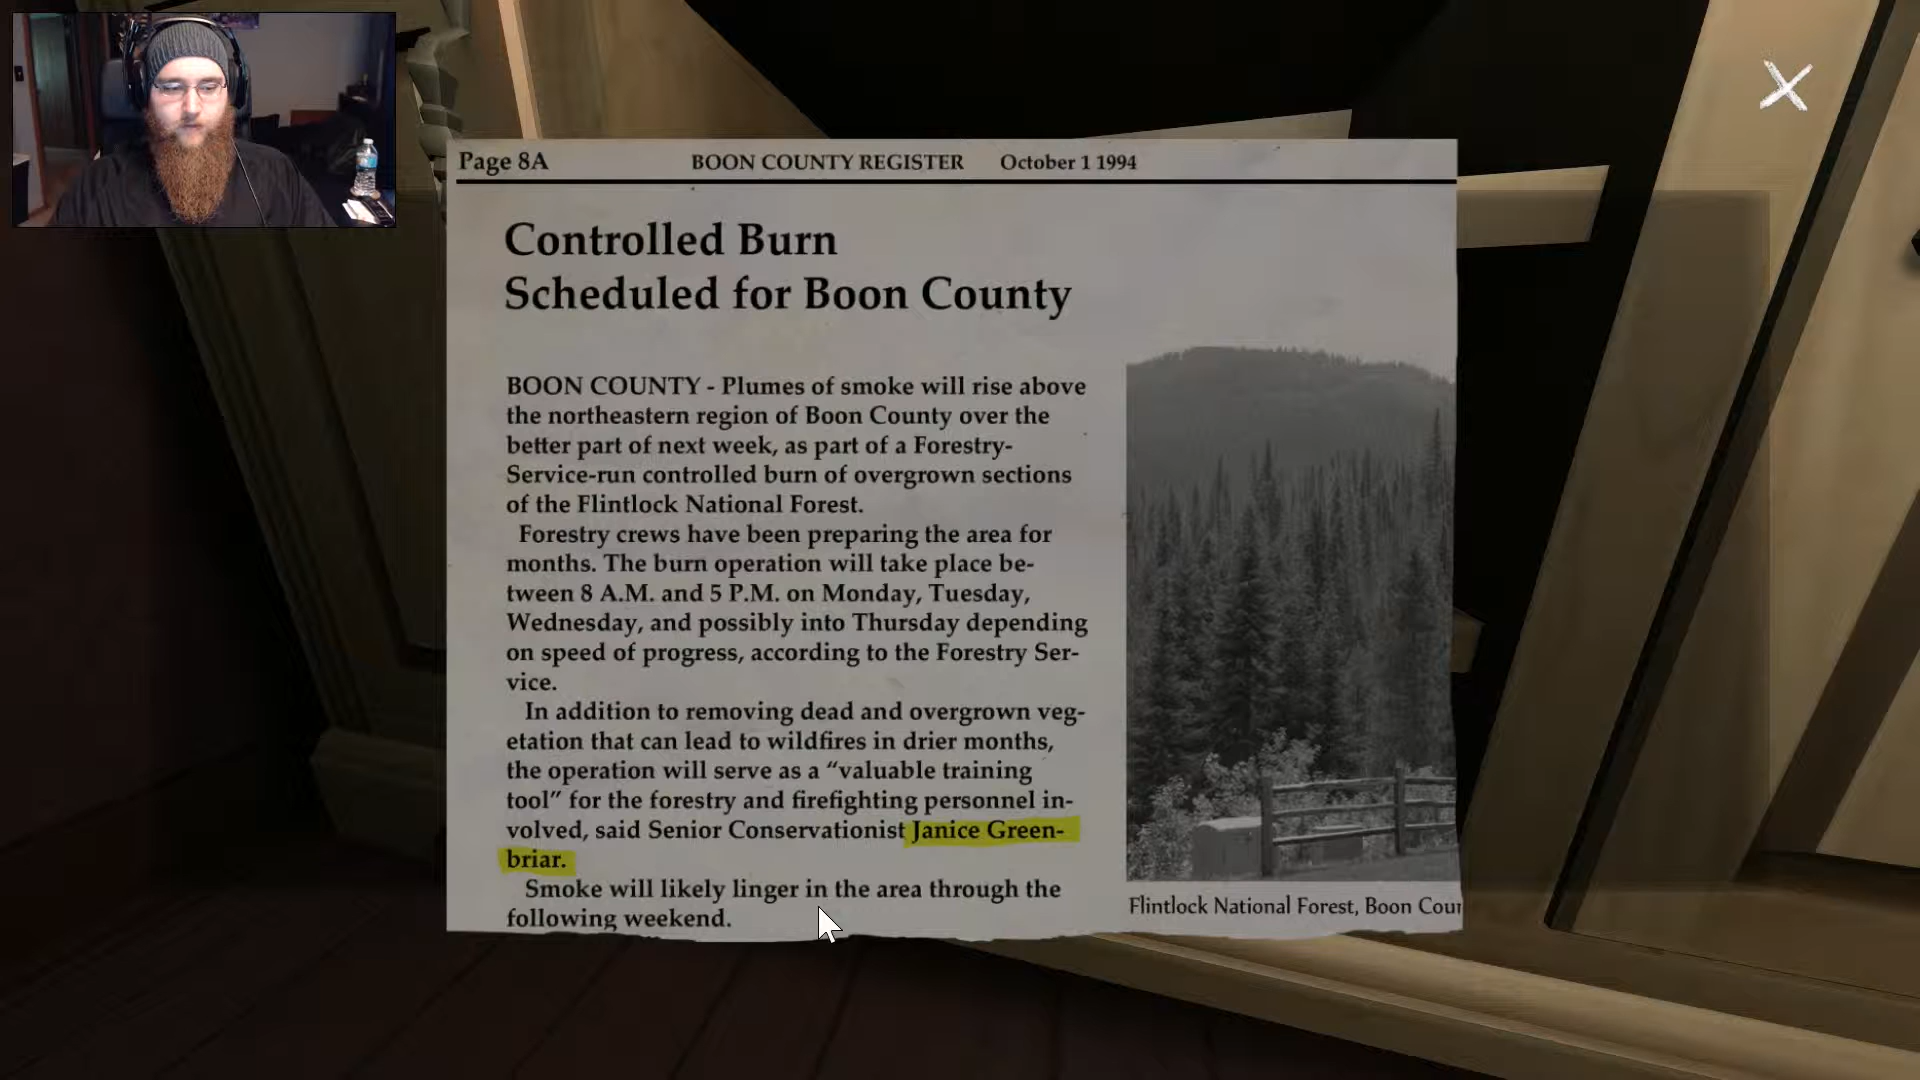 Page 8A BOON COUNTY REGISTER October 1 1994
Controlled Burn
Scheduled for Boon County
BOON COUNTY - Plumes of smoke will rise above
the northeastern region of Boon County over the
better part of next week, as part of a Forestry-
Service-run controlled burn of overgrown sections
of the Flintlock National Forest.
Forestry crews have been preparing the area for
months. The burn operation will take place be-
tween 8 A.M. and 5 P.M. on Monday, Tuesday,
Wednesday, and possibly into Thursday depending
on speed of progress, according to the Forestry Ser-
vice.
In addition to removing dead and overgrown veg-
etation that can lead to wildfires in drier months,
the operation will serve as a “valuable training
tool” for the forestry and firefighting personnel in-
volved, said Senior Conservationist Janice Green-
briar.
Smoke will likely linger in the area through the
following weekend.
Flintlock National Forest, Boon Coun